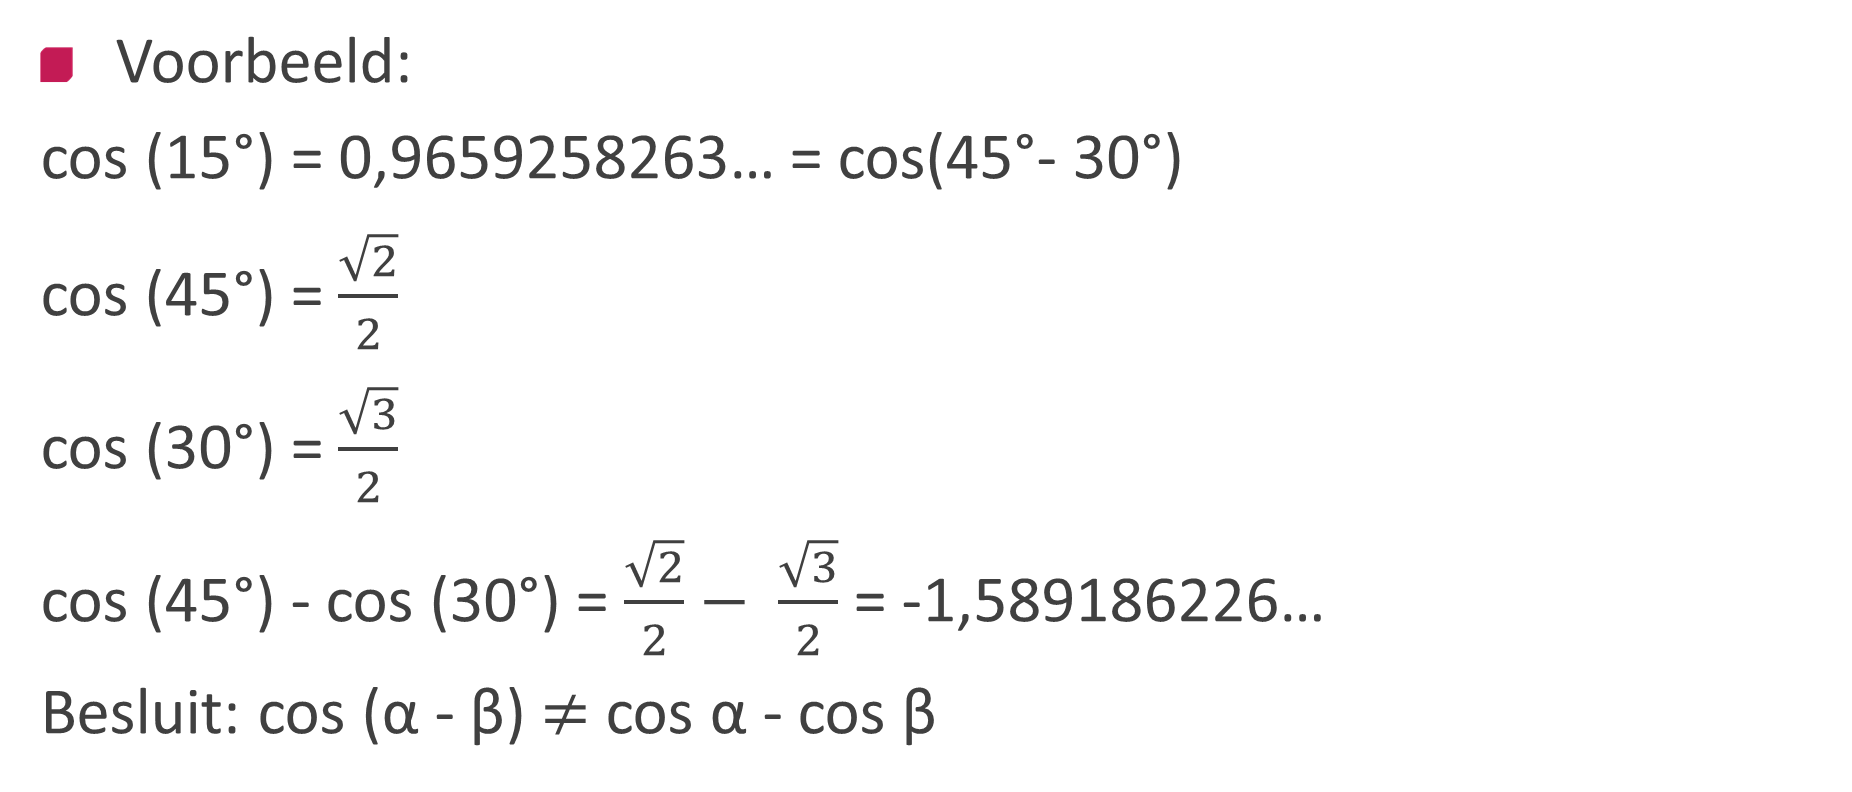 Voorbeeld:
cos (15°) = 0,9659258263... = cos(45°- 30°)
cos (45°) = √2/2
cos (30°) = √3/2
cos (45°) - cos (30°) = √2/2 − √3/2 = -1,589186226...
Besluit: cos (α - β) ≠ cos α - cos β